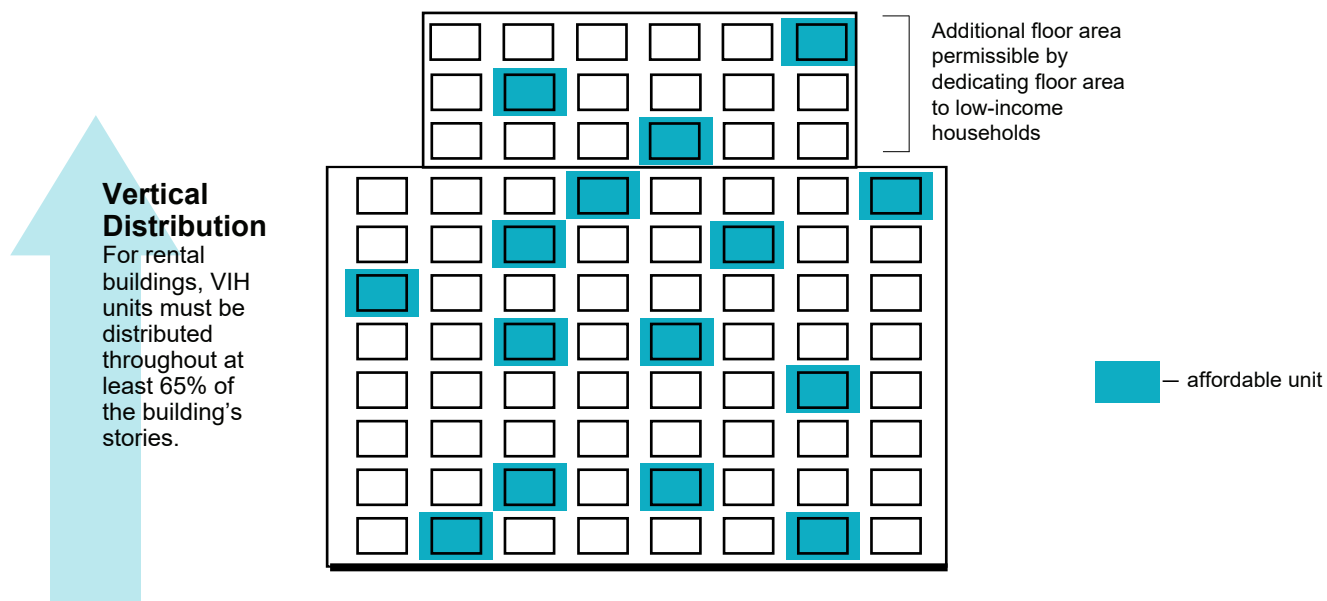 Vertical
Distribution
For rental
buildings, VIH
units must be
distributed
throughout at
least 65% of
the building’s
stories.
Additional floor area
permissible by
dedicating floor area
to low-income
households
affordable unit